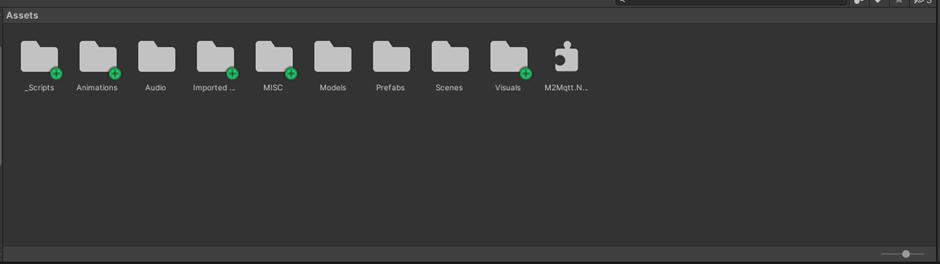 Assets
_Scripts
Animations
Audio
Imported ...
MISC
Models
Prefabs
Scenes
Visuals
M2Mqtt.N...